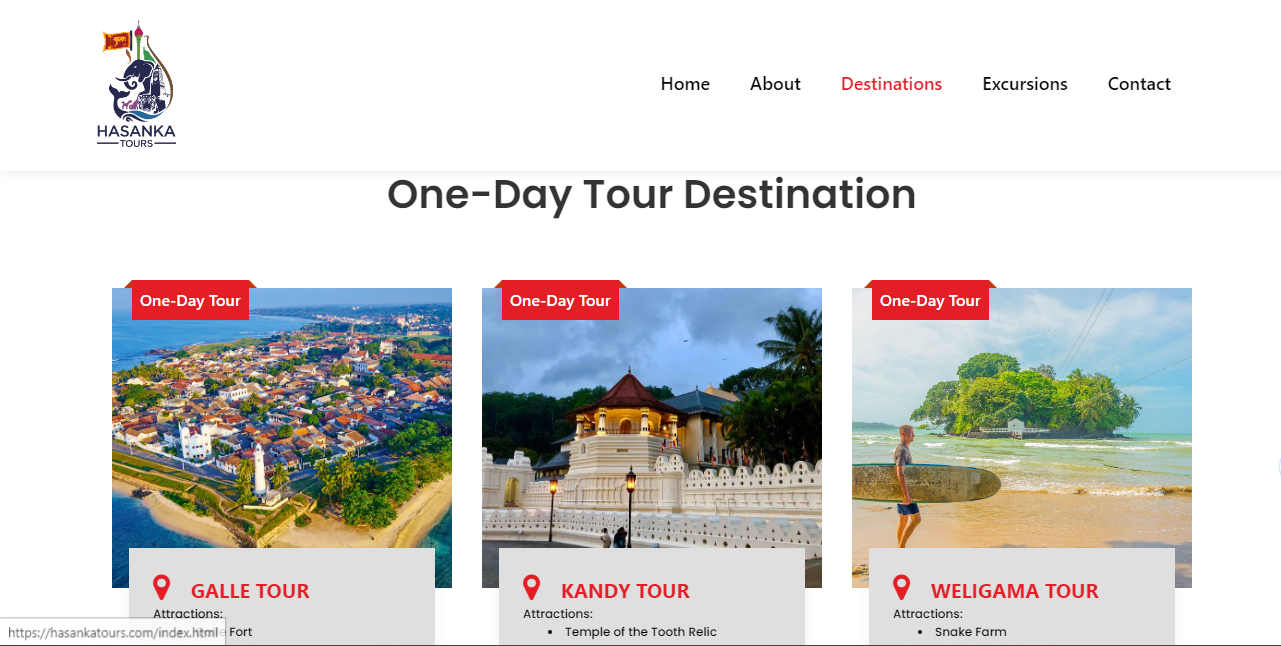 HASANKA
TOURS
Home About Destinations Excursions Contact
One-Day Tour Destination
One-Day Tour One-Day Tour One-Day Tour
GALLE TOUR
Attractions:
Fort
KANDY TOUR
Attractions:
• Temple of the Tooth Relic
WELIGAMA TOUR
Attractions:
• Snake Farm
https://hasankatours.com/index.html